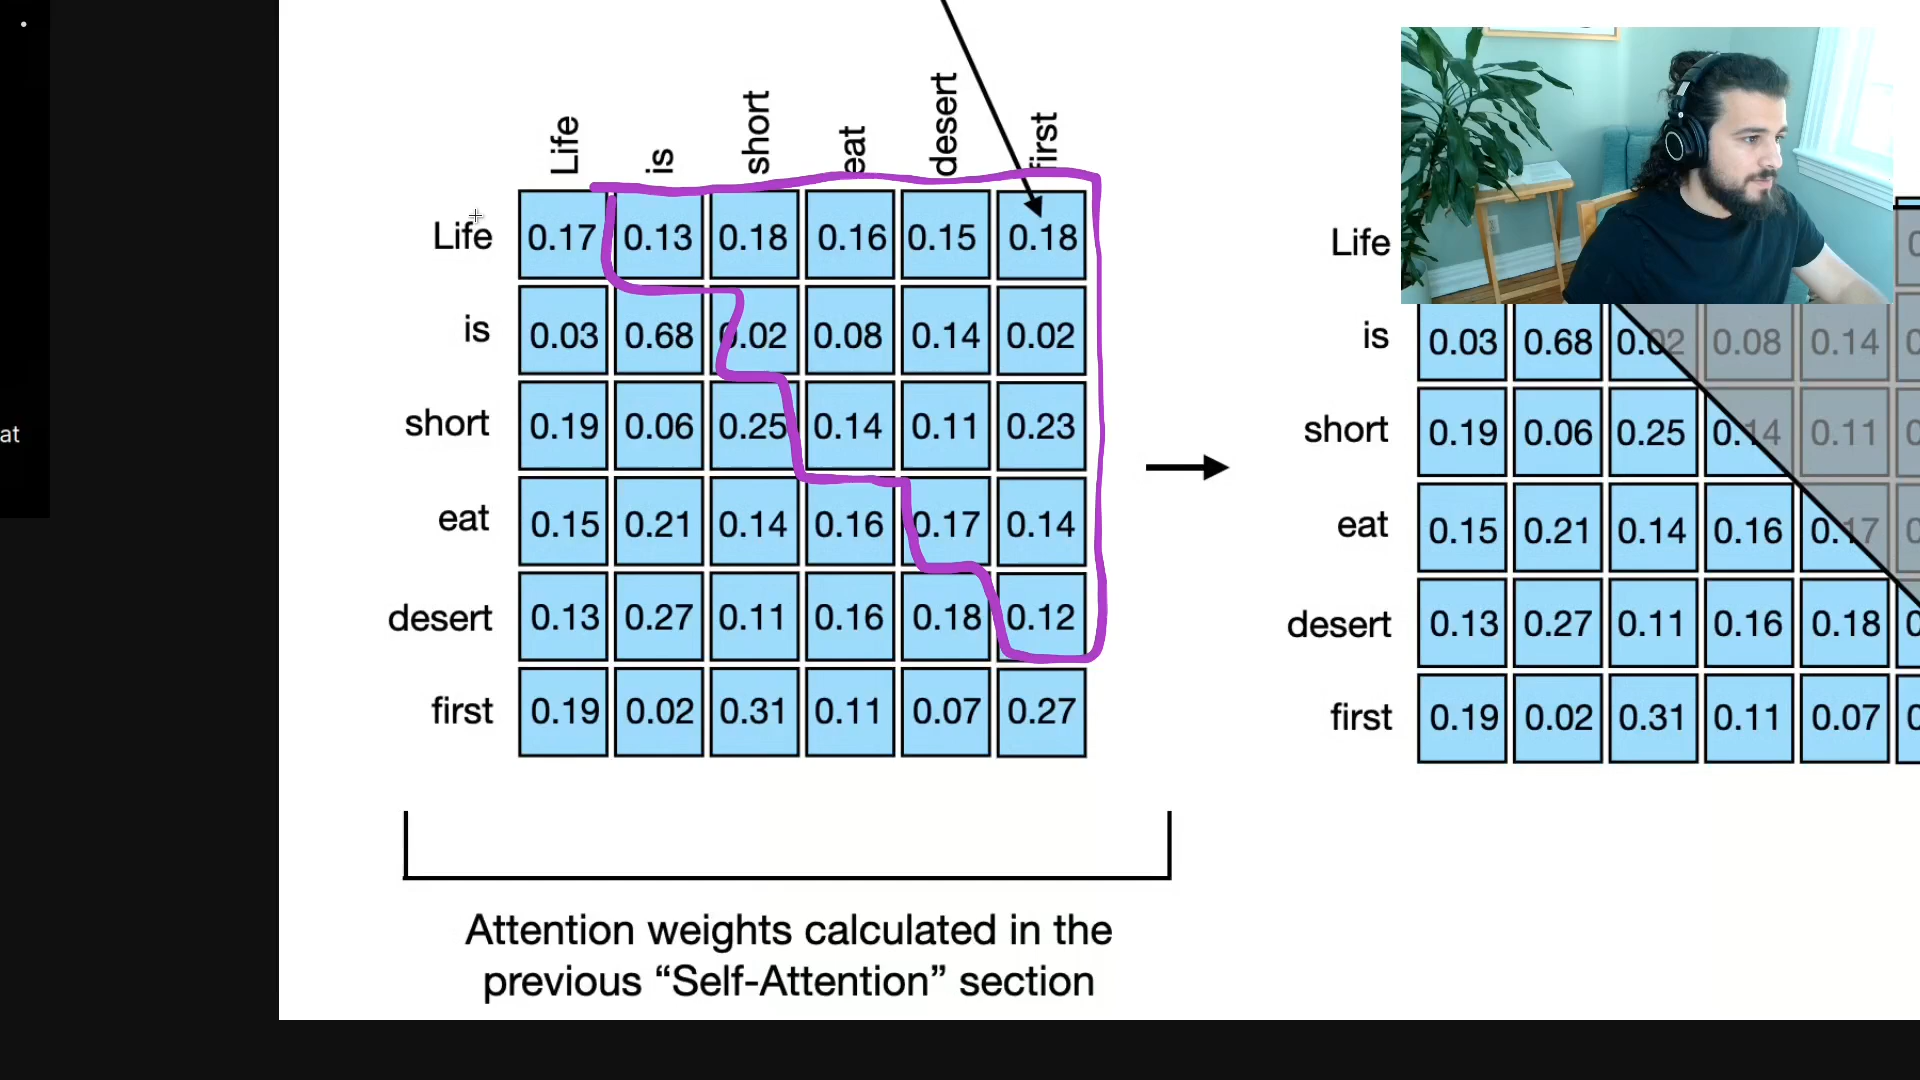 at
Life is short eat desert first
Life 0.17 0.13 0.18 0.16 0.15 0.18
is 0.03 0.68 0.02 0.08 0.14 0.02
short 0.19 0.06 0.25 0.14 0.11 0.23
eat 0.15 0.21 0.14 0.16 0.17 0.14
desert 0.13 0.27 0.11 0.16 0.18 0.12
first 0.19 0.02 0.31 0.11 0.07 0.27
Life
is 0.03 0.68 0.02 0.08 0.14
short 0.19 0.06 0.25 0.14 0.11
eat 0.15 0.21 0.14 0.16 0.17
desert 0.13 0.27 0.11 0.16 0.18
first 0.19 0.02 0.31 0.11 0.07
Attention weights calculated in the
previous “Self-Attention” section